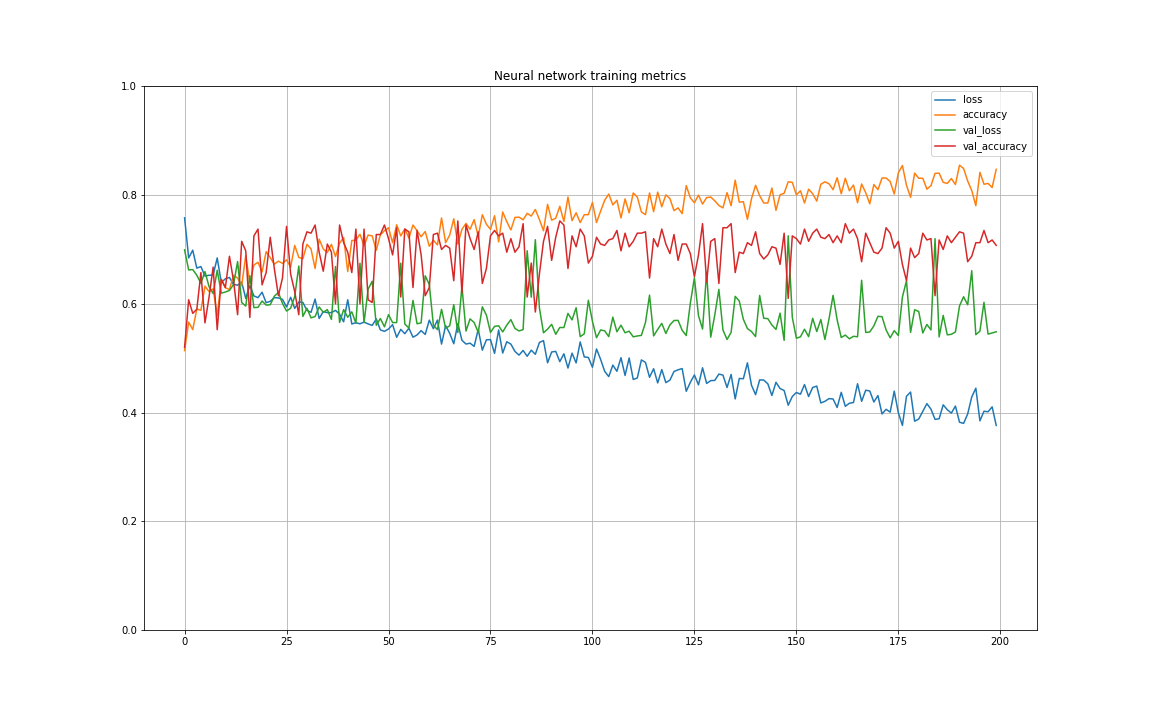 Neural network training metrics
1.0
0.8
0.6
0.4
0.2
0.0
loss
accuracy
val_loss
val_accuracy
0 25 50 75 100 125 150 175 200